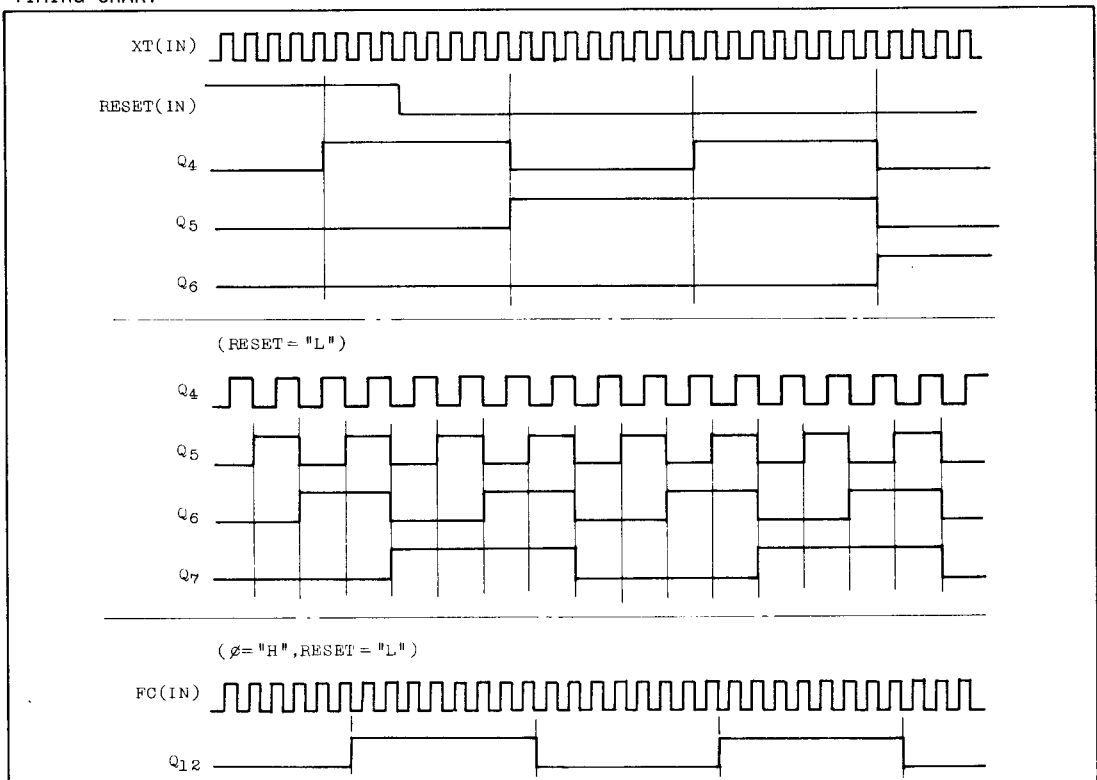 TIMING CHART
XT(IN)
RESET(IN)
Q4
Q5
Q6
(RESET = "L")
Q4
Q5
Q6
Q7
(ø= "H", RESET = "L")
FC(IN)
Q12